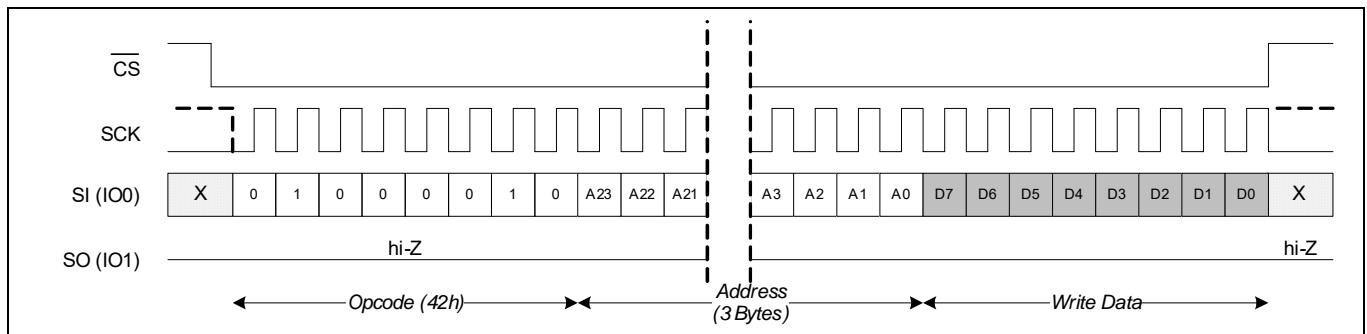 CS
SCK
SI (IO0) X 0 1 0 0 0 0 1 0 A23 A22 A21 A3 A2 A1 A0 D7 D6 D5 D4 D3 D2 D1 D0 X
hi-Z hi-Z
SO (IO1)
Opcode (42h) Address Write Data
(3 Bytes)